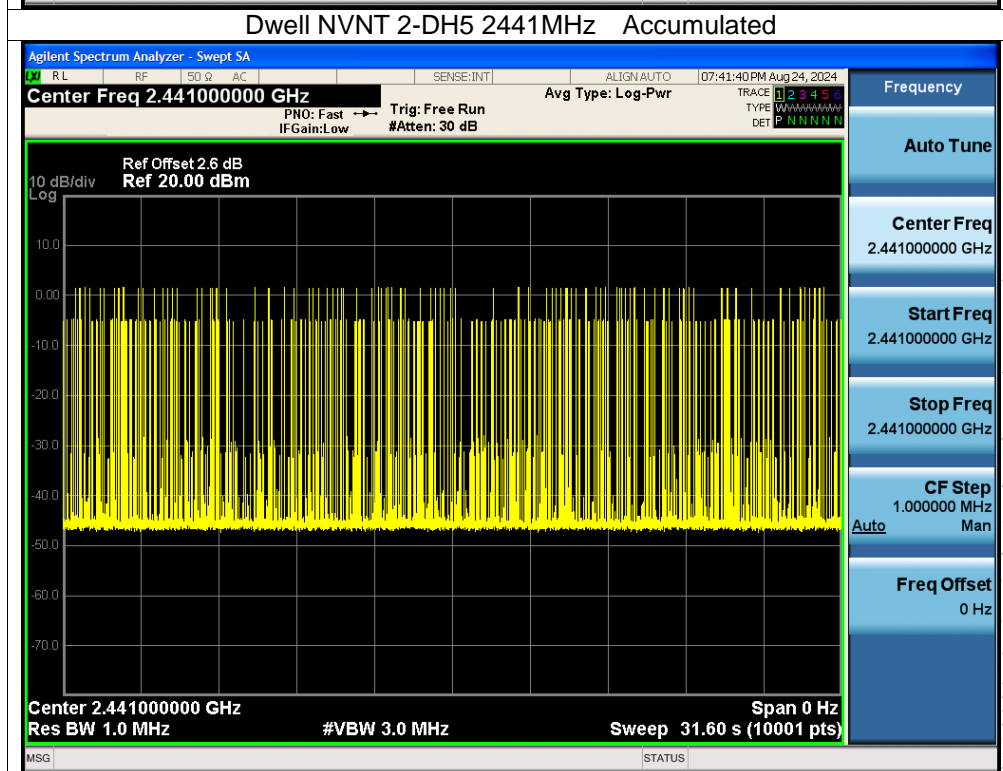 Dwell NVNT 2-DH5 2441MHz Accumulated
Agilent Spectrum Analyzer - Swept SA
LXI RL RF 50 Ω AC SENSE:INT ALIGN AUTO 07:41:40 PM Aug 24, 2024
Center Freq 2.441000000 GHz
PNO: Fast
IFGain:Low
Trig: Free Run
#Atten: 30 dB
Avg Type: Log-Pwr
TRACE 1 2 3 4 5 6
TYPE W
DET P N N N N N
Frequency
Auto Tune
Center Freq
2.441000000 GHz
Start Freq
2.441000000 GHz
Stop Freq
2.441000000 GHz
CF Step
1.000000 MHz
Auto Man
Freq Offset
0 Hz
Ref Offset 2.6 dB
10 dB/div Ref 20.00 dBm
Log
10.0
0.00
-10.0
-20.0
-30.0
-40.0
-50.0
-60.0
-70.0
Center 2.441000000 GHz Span 0 Hz
Res BW 1.0 MHz #VBW 3.0 MHz Sweep 31.60 s (10001 pts)
MSG STATUS